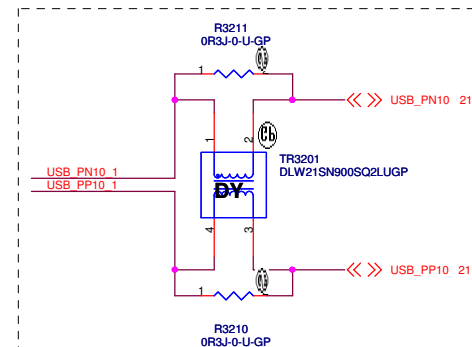 R3211
0R3J-0-U-GP
1
2
USB_PN10 21
1
2
TR3201
DLW21SN900SQ2LUGP
USB_PN10_1
USB_PP10_1
DY
4
3
USB_PP10 21
1
2
R3210
0R3J-0-U-GP